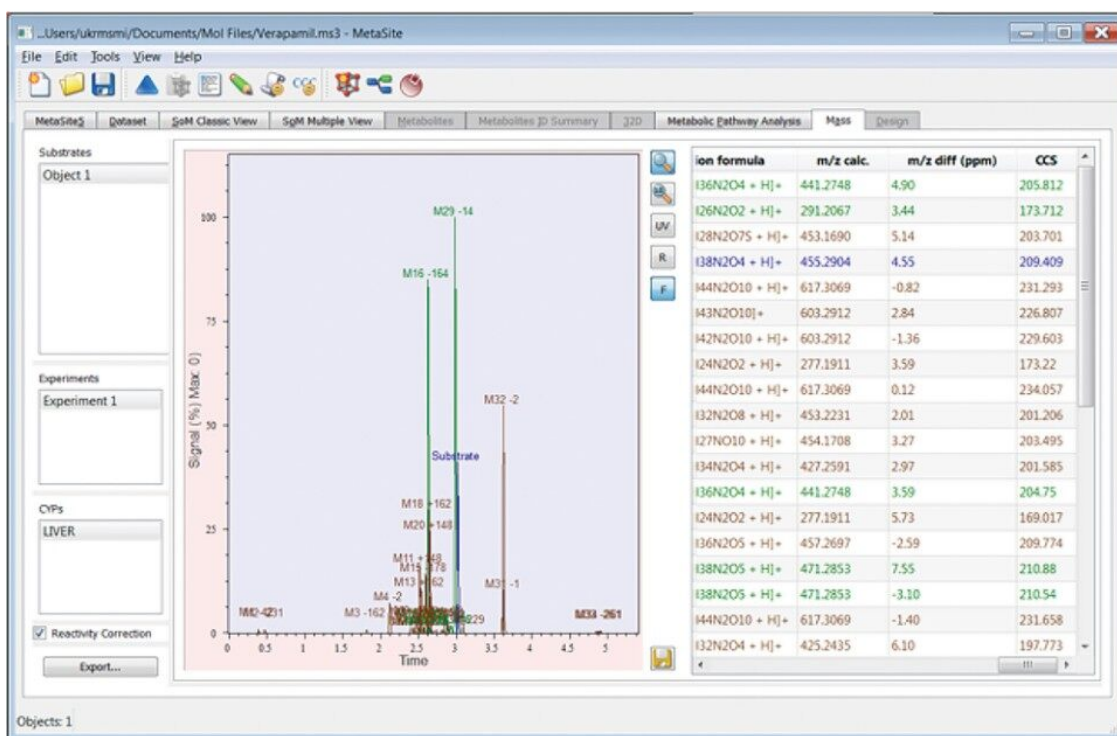 ...Users/ukrmsmi/Documents/Mol Files/Verapamil.ms3 - MetaSite
File Edit Tools View Help
MetaSite5 Dataset SoM Classic View SoM Multiple View Metabolites Metabolites ID Summary Metabolic Pathway Analysis Mass Design
Substrates
Object 1
Experiments
Experiment 1
CYPs
LIVER
Reactivity Correction
Export...
Signal (%) Max: 0)
100
75
50
25
0
M29 -14
M16 -164
M32 -2
Substrate
M18 +162
M20 +148
M11 +148
M15 -178
M4 -2
M31 -1
M3 -162
0 0.5 1 1.5 2 2.5 3 3.5 4 4.5 5
Time
UV
R
F
ion formula m/z calc. m/z diff (ppm) CCS
I36N2O4 + H]+ 441.2748 4.90 205.812
I26N2O2 + H]+ 291.2067 3.44 173.712
I28N2O7S + H]+ 453.1690 5.14 203.701
I38N2O4 + H]+ 455.2904 4.55 209.409
I44N2O10 + H]+ 617.3069 -0.82 231.293
I43N2O10]+ 603.2912 2.84 226.807
I42N2O10 + H]+ 603.2912 -1.36 229.603
I24N2O2 + H]+ 277.1911 3.59 173.22
I44N2O10 + H]+ 617.3069 0.12 234.057
I32N2O8 + H]+ 453.2231 2.01 201.206
I27NO10 + H]+ 454.1708 3.27 203.495
I34N2O4 + H]+ 427.2591 2.97 201.585
I36N2O4 + H]+ 441.2748 3.59 204.75
I24N2O2 + H]+ 277.1911 5.73 169.017
I36N2O5 + H]+ 457.2697 -2.59 209.774
I38N2O5 + H]+ 471.2853 7.55 210.88
I38N2O5 + H]+ 471.2853 -3.10 210.54
I44N2O10 + H]+ 617.3069 -1.40 231.658
I32N2O4 + H]+ 425.2435 6.10 197.773
Objects: 1